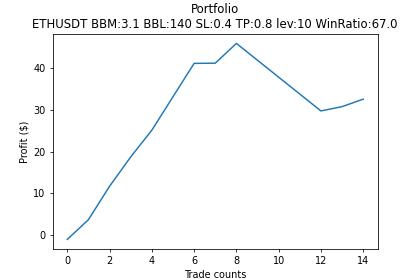 Portfolio
ETHUSDT BBM:3.1 BBL:140 SL:0.4 TP:0.8 lev:10 WinRatio:67.0
40
30
20
10
0
Profit ($)
0 2 4 6 8 10 12 14
Trade counts